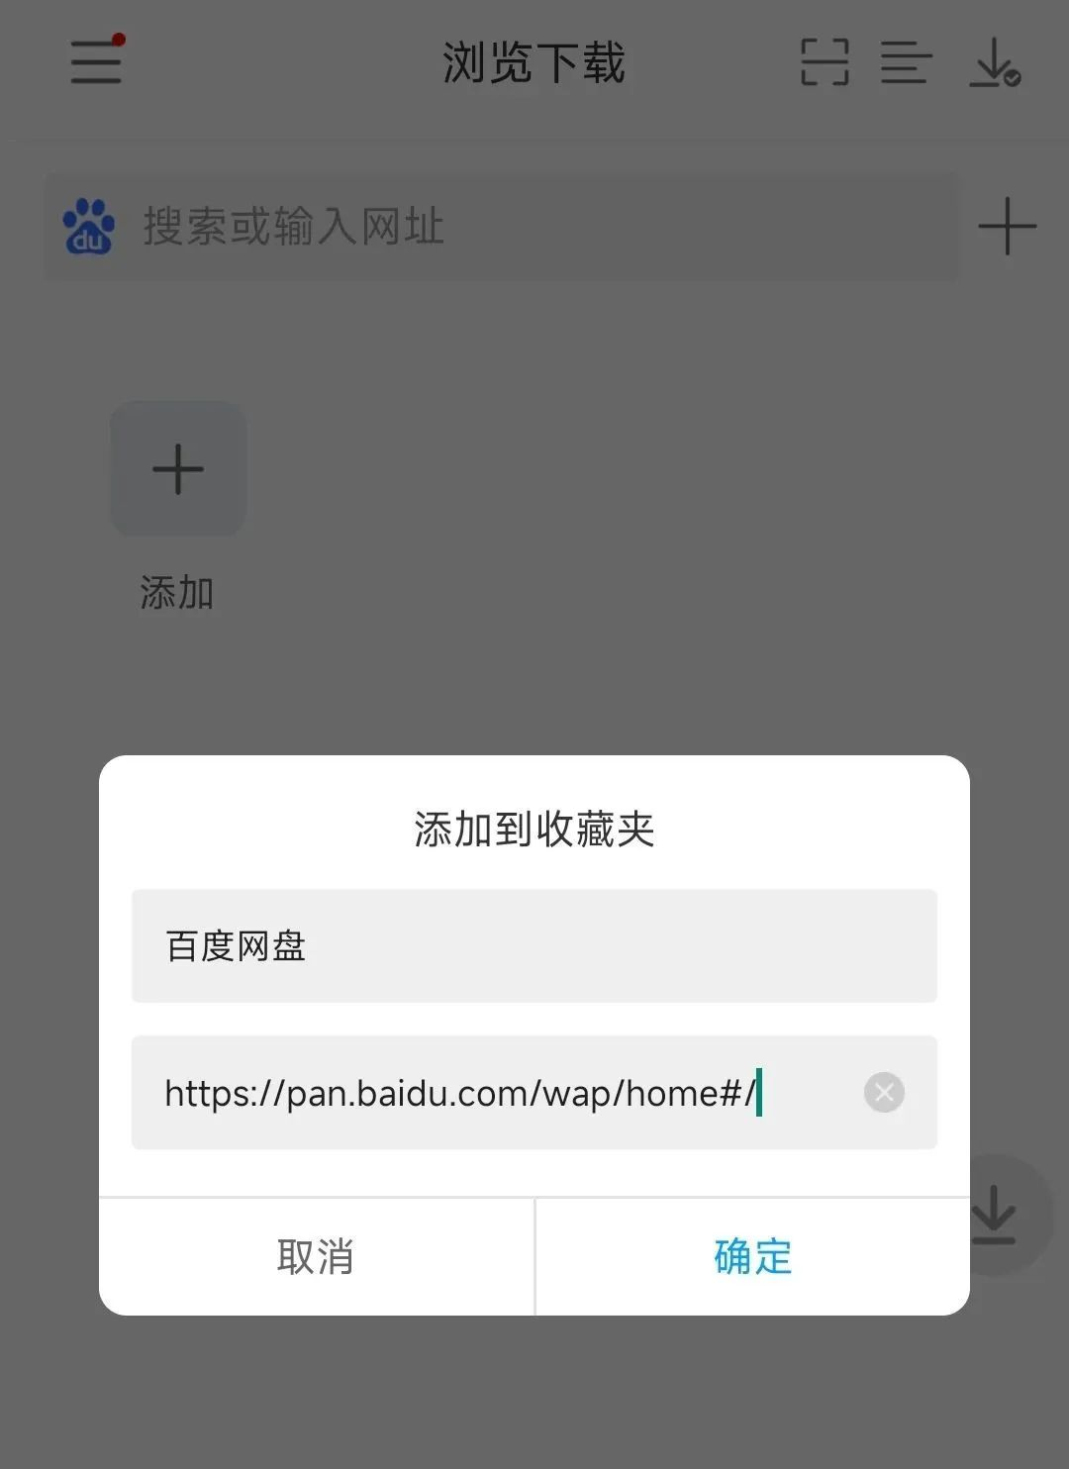 浏览下载
du
搜索或输入网址
添加
添加到收藏夹
百度网盘
https://pan.baidu.com/wap/home#/
取消
确定